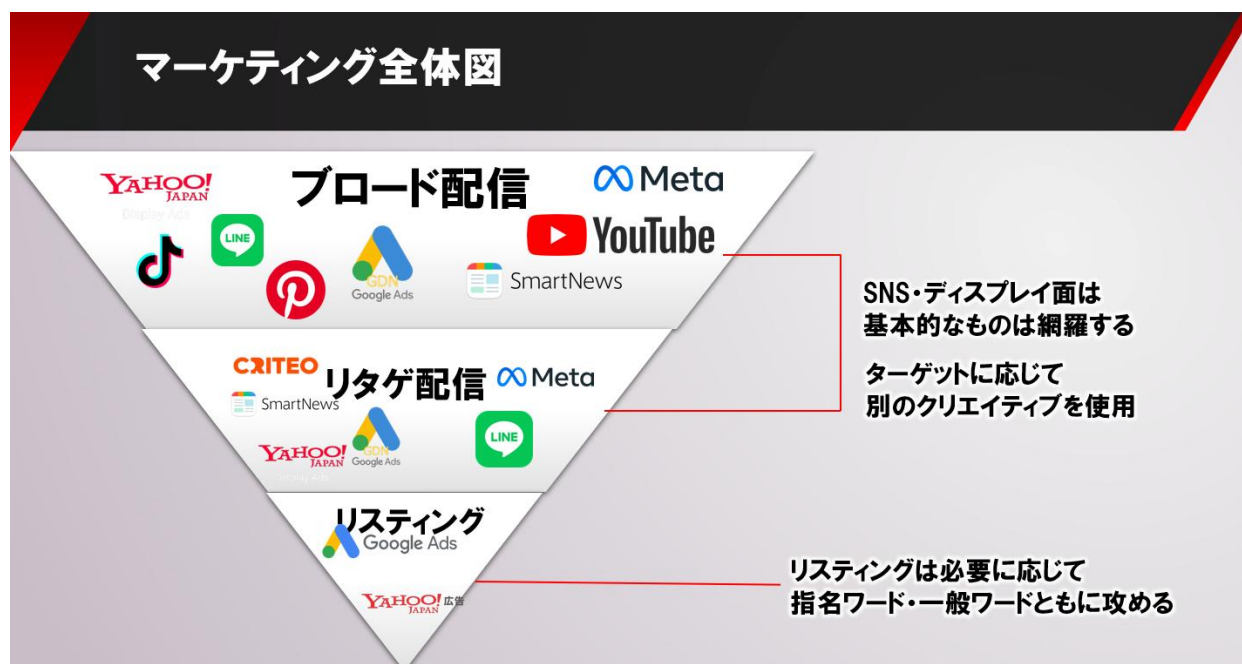 マーケティング全体図
YAHOO!
JAPAN
Display Ads
ブロード配信
Meta
LINE
YouTube
GDN
Google Ads
SmartNews
CRITEO
リタゲ配信
Meta
SmartNews
YAHOO!
JAPAN
Display Ads
GDN
Google Ads
LINE
リスティング
Google Ads
YAHOO! 広告
JAPAN
SNS・ディスプレイ面は
基本的なものは網羅する
ターゲットに応じて
別のクリエイティブを使用
リスティングは必要に応じて
指名ワード・一般ワードともに攻める